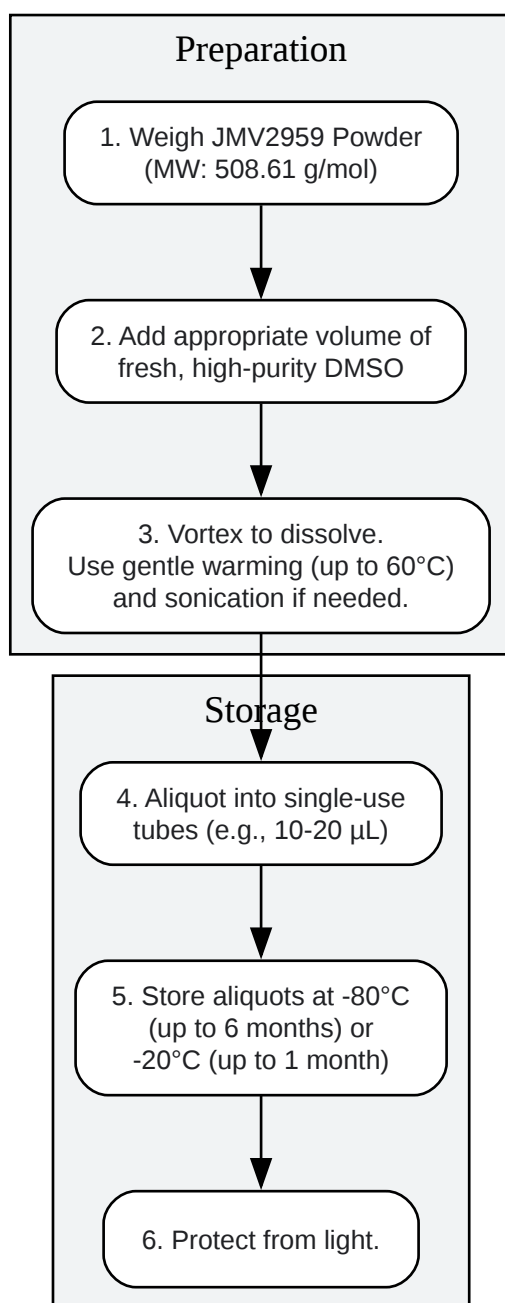 Preparation
1. Weigh JMV2959 Powder
(MW: 508.61 g/mol)
2. Add appropriate volume of
fresh, high-purity DMSO
3. Vortex to dissolve.
Use gentle warming (up to 60°C)
and sonication if needed.
Storage
4. Aliquot into single-use
tubes (e.g., 10-20 µL)
5. Store aliquots at -80°C
(up to 6 months) or
-20°C (up to 1 month)
6. Protect from light.